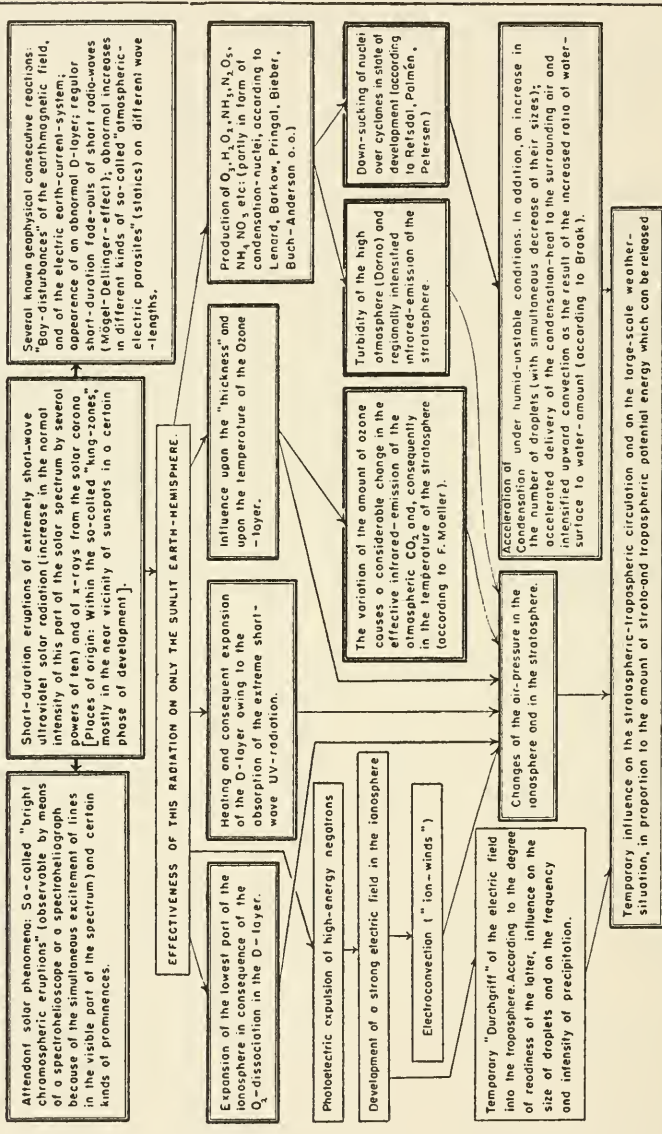 Attendant solar phenomena: So-called "bright
chromospheric eruptions" (observable by means
of a spectrohelioscope or a spectroheliograph
because of the simultaneous excitement of lines
in the visible part of the spectrum) and certain
kinds of prominences.
Short-duration eruptions of extremely short-wave
ultraviolet solar radiation (increase in the normal
intensity of this part of the solar spectrum by several
powers of ten) and of x-rays from the solar corona
[Places of origin: Within the so-called "king-zones",
mostly in the near vicinity of sunspots in a certain
phase of development].
Several known geophysical consecutive reactions:
"Bay-disturbances" of the earthmagnetic field,
and of the electric earth-current-system;
appearence of an abnormal D-layer; regular
short-duration fade-outs of short radio-waves
(Mögel-Dellinger-effect); abnormal increases
in different kinds of so-called "atmospheric-
electric parasites" (statics) on different wave
-lengths.
EFFECTIVENESS OF THIS RADIATION ON ONLY THE SUNLIT EARTH-HEMISPHERE.
Expansion of the lowest part of the
ionosphere in consequence of the
O₂-dissociation in the D-layer.
Heating and consequent expansion
of the D-layer owing to the
absorption of the extreme short-
wave UV-radiation.
Influence upon the "thickness" and
upon the temperature of the Ozone
-layer.
Production of O₃, H₂O₂, NH₃, N₂O₅,
NH₄NO₃ etc: (partly in form of
condensation-nuclei, according to
Lenard, Barkow, Pringal, Bieber,
Buch-Anderson a.o.)
Photoelectric expulsion of high-energy negatrons
Development of a strong electric field in the ionosphere
Electroconvection ("ion-winds")
The variation of the amount of ozone
causes a considerable change in the
effective infrared-emission of the
atmospheric CO₂ and, consequently
in the temperature of the stratosphere
(according to F. Moeller).
Turbidity of the high
atmosphere (Dorno) and
regionally intensified
infrared-emission of the
stratosphere.
Down-sucking of nuclei
over cyclones in state of
development (according
to Refsdal, Palmén,
Petersen)
Temporary "Durchgriff" of the electric field
into the troposphere. According to the degree
of readiness of the latter, influence on the
size of droplets and on the frequency
and intensity of precipitation.
Changes of the air-pressure in the
ionosphere and in the stratosphere.
Acceleration of
Condensation under humid-unstable conditions. In addition, an increase in
the number of droplets (with simultaneous decrease of their sizes);
accelerated delivery of the condensation-heat to the surrounding air and
intensified upward convection as the result of the increased ratio of water-
surface to water-amount (according to Braak).
Temporary influence on the stratospheric-tropospheric circulation and on the large-scale weather-
situation, in proportion to the amount of strato-and tropospheric potential energy which can be released